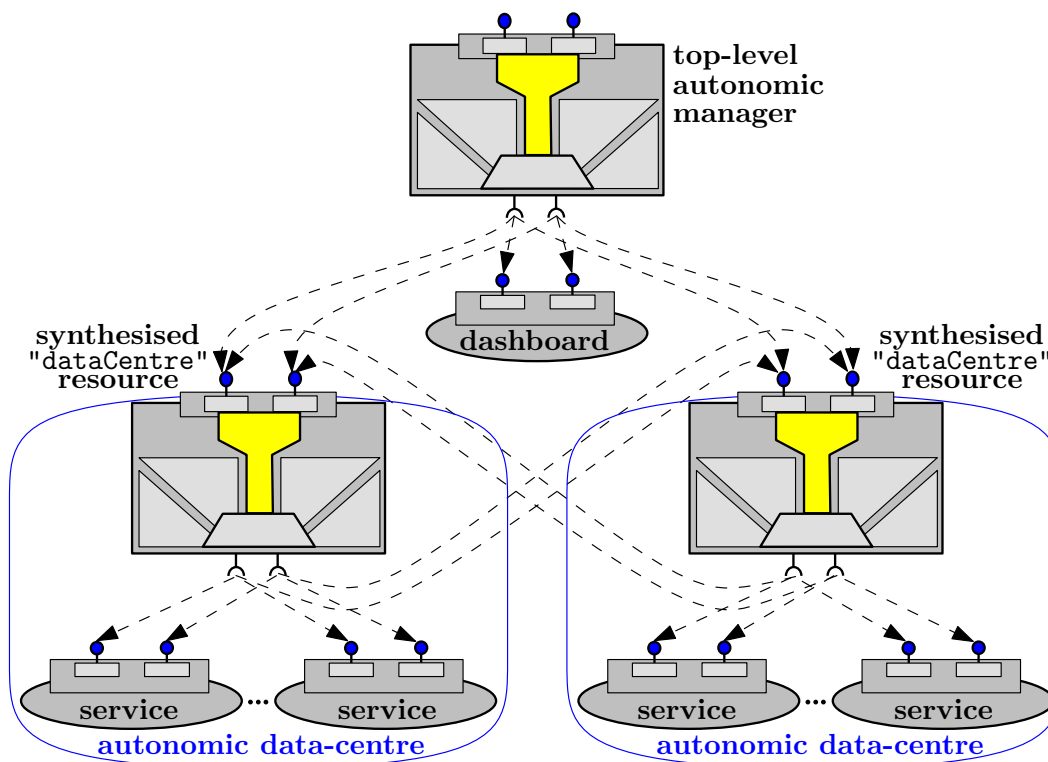 top-level
autonomic
manager
dashboard
synthesised
"dataCentre"
resource
synthesised
"dataCentre"
resource
service
...
service
autonomic data-centre
service
...
service
autonomic data-centre